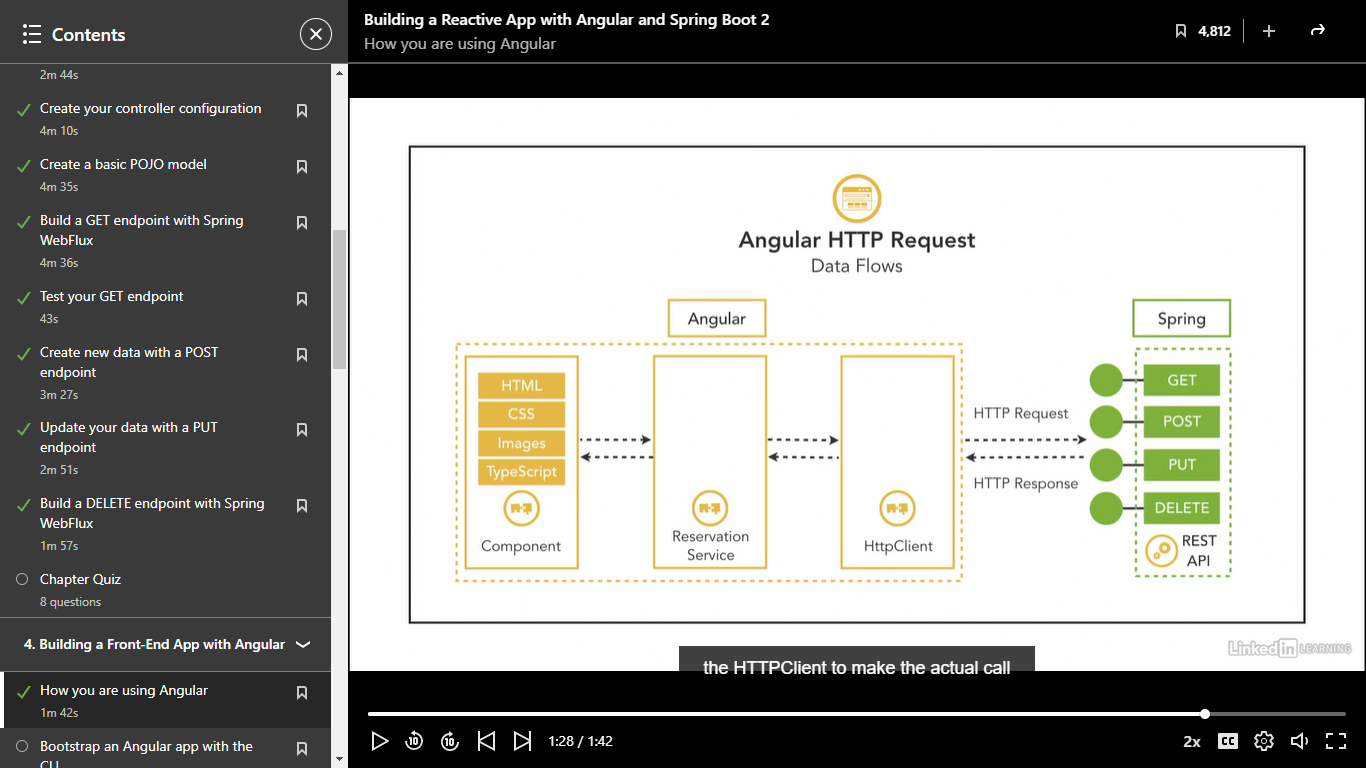 Contents
2m 44s
Create your controller configuration
4m 10s
Create a basic POJO model
4m 35s
Build a GET endpoint with Spring
WebFlux
4m 36s
Test your GET endpoint
43s
Create new data with a POST
endpoint
3m 27s
Update your data with a PUT
endpoint
2m 51s
Build a DELETE endpoint with Spring
WebFlux
1m 57s
Chapter Quiz
8 questions
4. Building a Front-End App with Angular
How you are using Angular
1m 42s
Bootstrap an Angular app with the
CLI
Building a Reactive App with Angular and Spring Boot 2
How you are using Angular
4,812
Angular HTTP Request
Data Flows
Angular
Spring
HTML
CSS
Images
TypeScript
Component
Reservation
Service
HttpClient
HTTP Request
HTTP Response
GET
POST
PUT
DELETE
REST
API
LinkedIn LEARNING
the HTTPClient to make the actual call
10
10
1:28 / 1:42
2x
CC